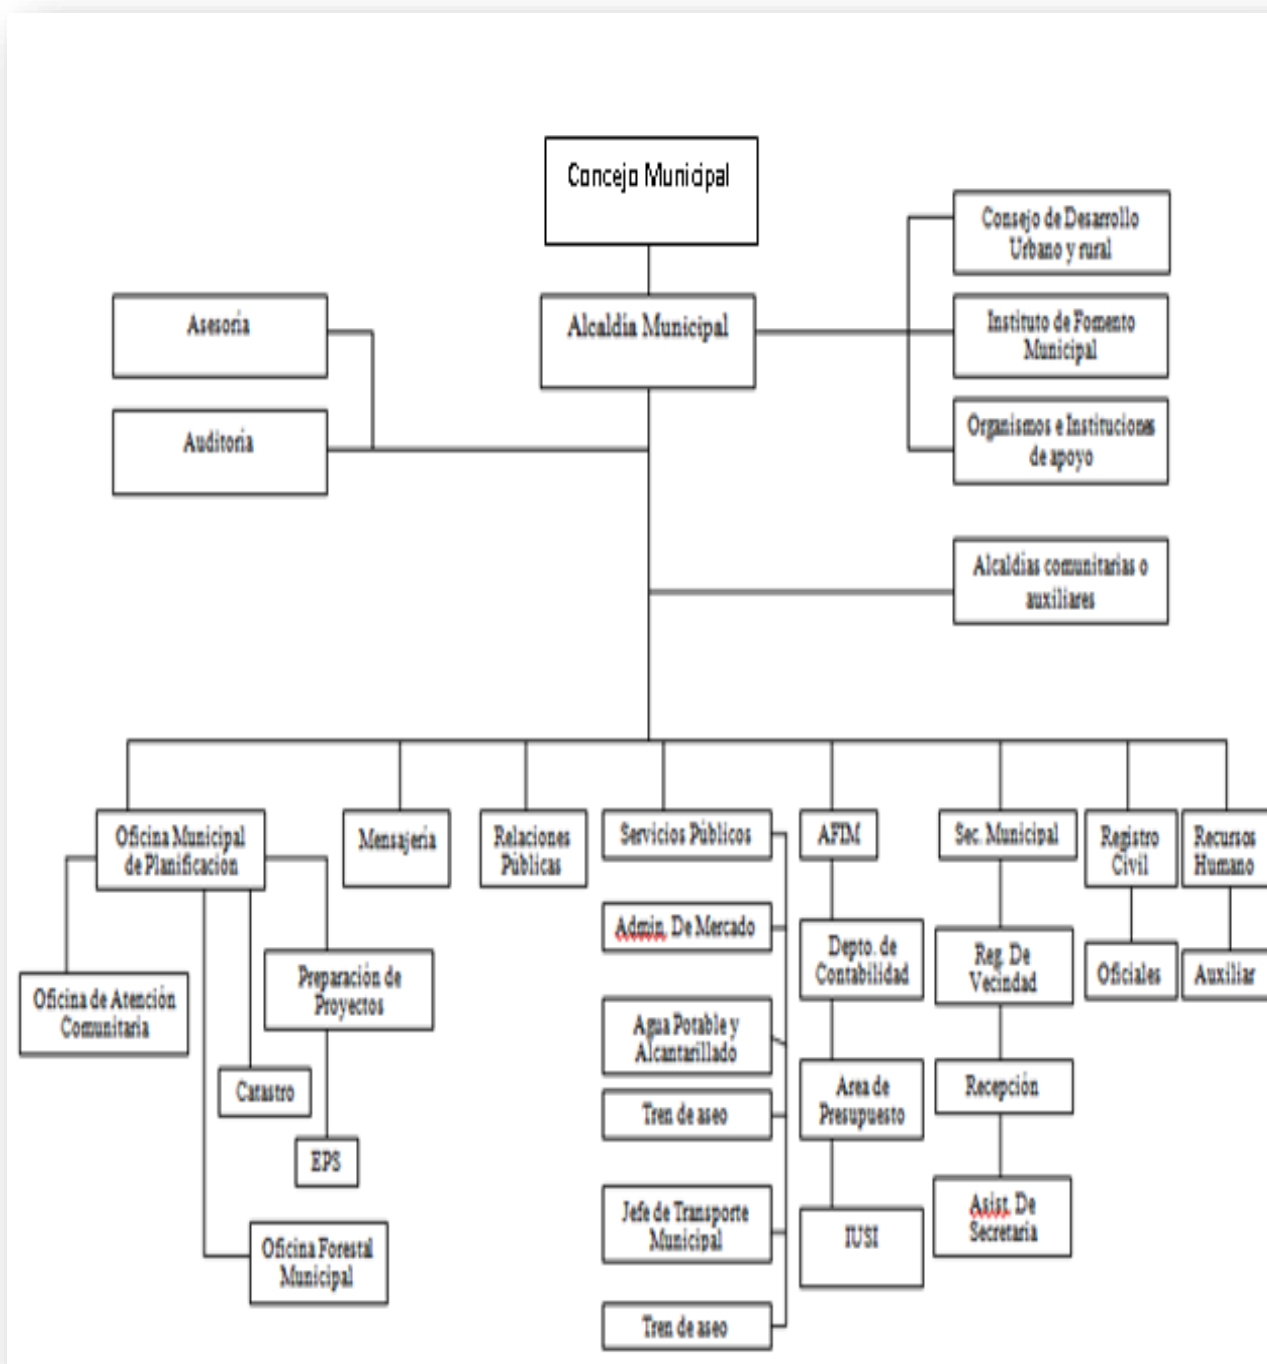 Concejo Municipal
Consejo de Desarrollo
Urbano y rural
Asesoría
Alcaldía Municipal
Instituto de Fomento
Municipal
Auditoría
Organismos e Instituciones
de apoyo
Alcaldías comunitarias o
auxiliares
Oficina Municipal
de Planificación
Mensajería
Relaciones
Públicas
Servicios Públicos
AFIM
Sec. Municipal
Registro
Civil
Recursos
Humano
Admin. De Mercado
Depto. de
Contabilidad
Reg. De
Vecindad
Oficiales
Auxiliar
Oficina de Atención
Comunitaria
Preparación de
Proyectos
Agua Potable y
Alcantarillado
Catastro
Tren de aseo
Area de
Presupuesto
Recepción
EPS
Jefe de Transporte
Municipal
IUSI
Asist. De
Secretaría
Oficina Forestal
Municipal
Tren de aseo